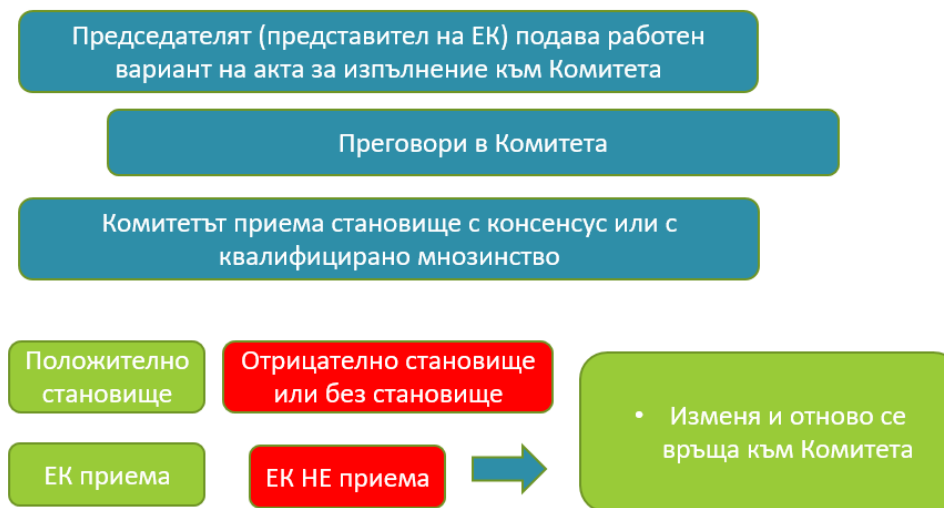 Председателят (представител на ЕК) подава работен
вариант на акта за изпълнение към Комитета
Преговори в Комитета
Комитетът приема становище с консенсус или с
квалифицирано мнозинство
Положително
становище
Отрицателно становище
или без становище
• Изменя и отново се
връща към Комитета
ЕК приема
ЕК НЕ приема